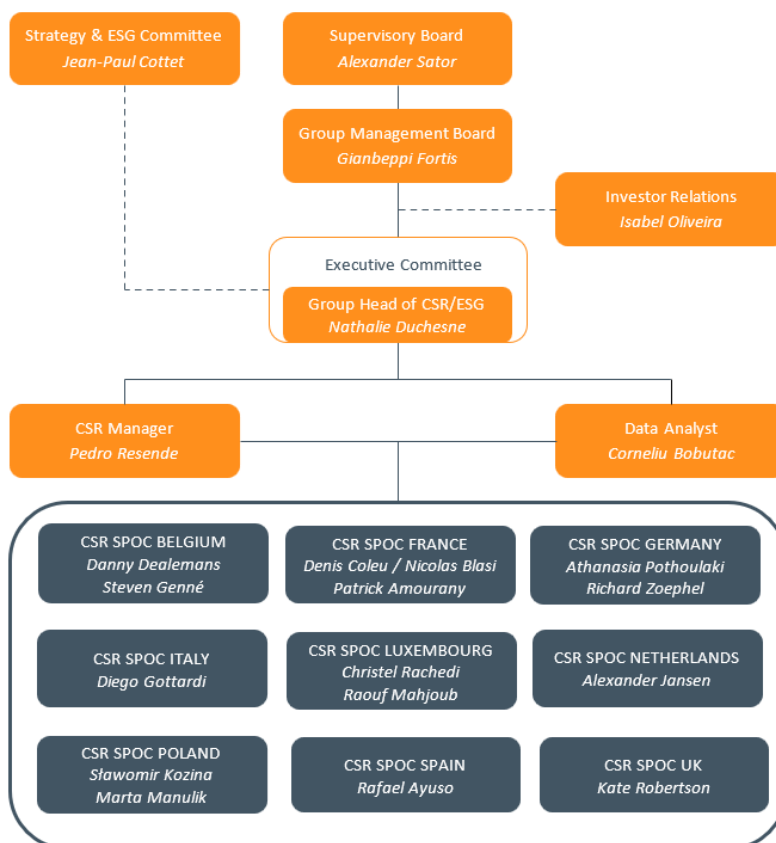 Strategy & ESG Committee
Jean-Paul Cottet
Supervisory Board
Alexander Sator
Group Management Board
Gianbeppi Fortis
Investor Relations
Isabel Oliveira
Executive Committee
Group Head of CSR/ESG
Nathalie Duchesne
CSR Manager
Pedro Resende
Data Analyst
Corneliu Bobutac
CSR SPOC BELGIUM
Danny Dealemans
Steven Genné
CSR SPOC FRANCE
Denis Coleu / Nicolas Blasi
Patrick Amourany
CSR SPOC GERMANY
Athanasia Pothoulaki
Richard Zoephel
CSR SPOC ITALY
Diego Gottardi
CSR SPOC LUXEMBOURG
Christel Rachedi
Raouf Mahjoub
CSR SPOC NETHERLANDS
Alexander Jansen
CSR SPOC POLAND
Sławomir Kozina
Marta Manulik
CSR SPOC SPAIN
Rafael Ayuso
CSR SPOC UK
Kate Robertson